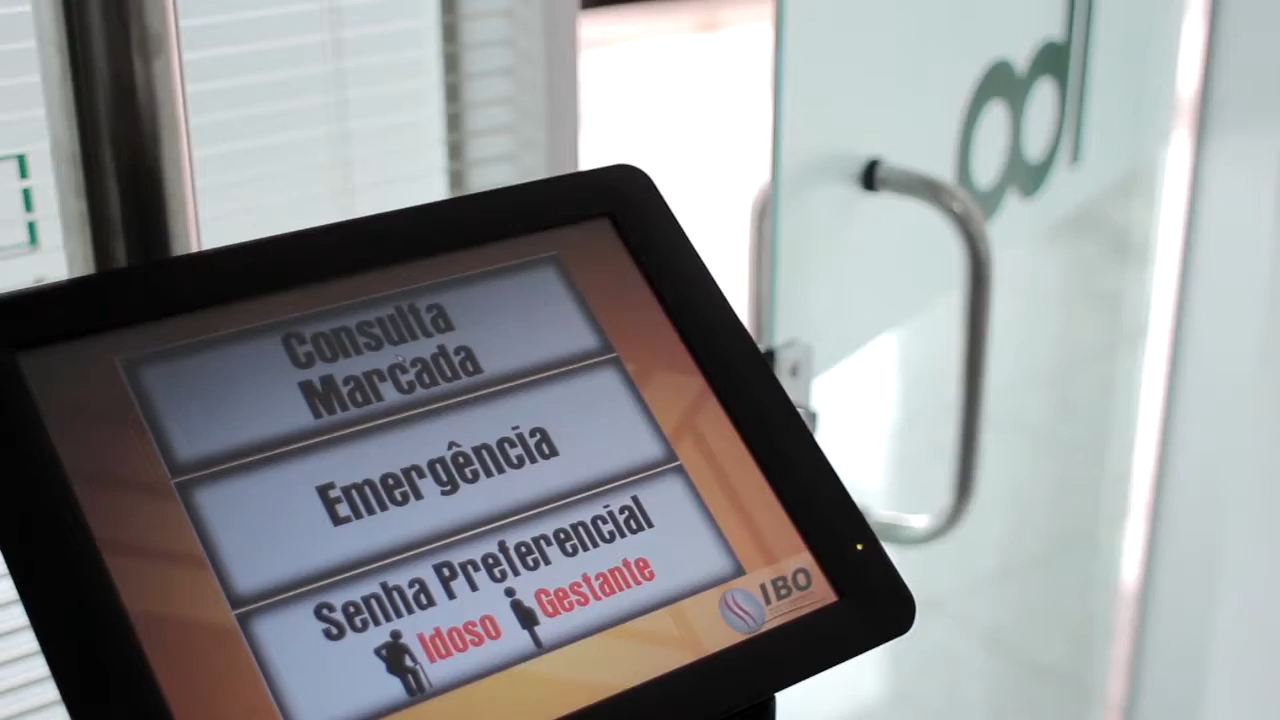 Consulta
Marcada
Emergência
Senha Preferencial
Idoso Gestante
IBO